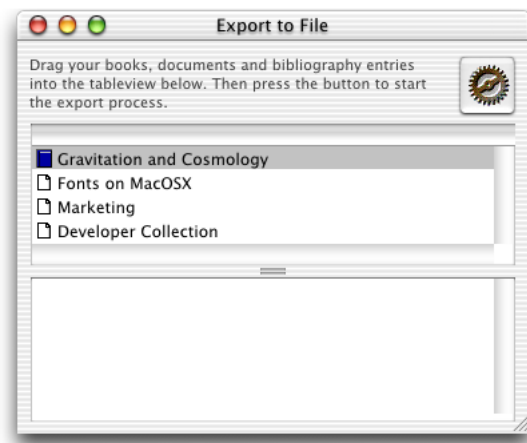 Export to File
Drag your books, documents and bibliography entries
into the tableview below. Then press the button to start
the export process.
Gravitation and Cosmology
Fonts on MacOSX
Marketing
Developer Collection